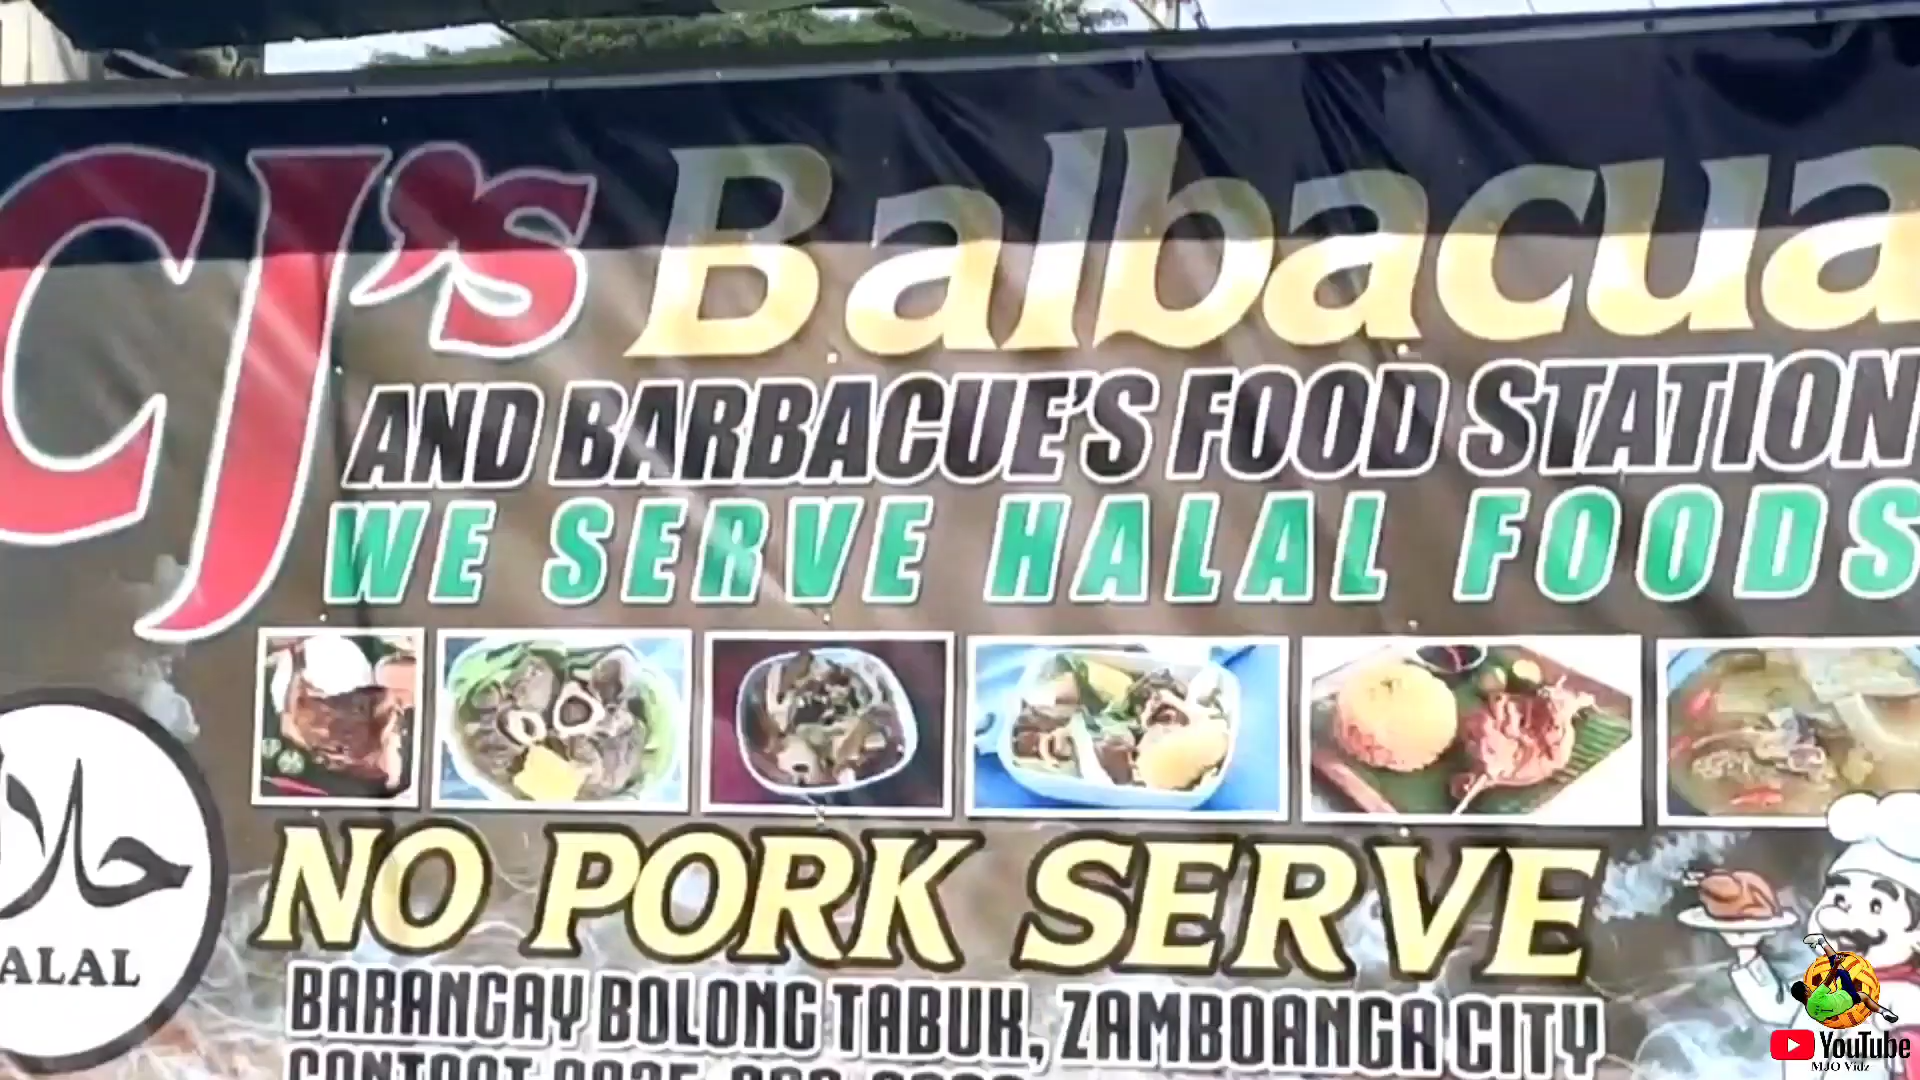 CJ's Balbacua
AND BARBACUE'S FOOD STATION
WE SERVE HALAL FOODS
NO PORK SERVE
حلال
ALAL
BARANGAY BOLONG TABUK, ZAMBOANGA CITY
CONTACT
YouTube
MJO Vidz